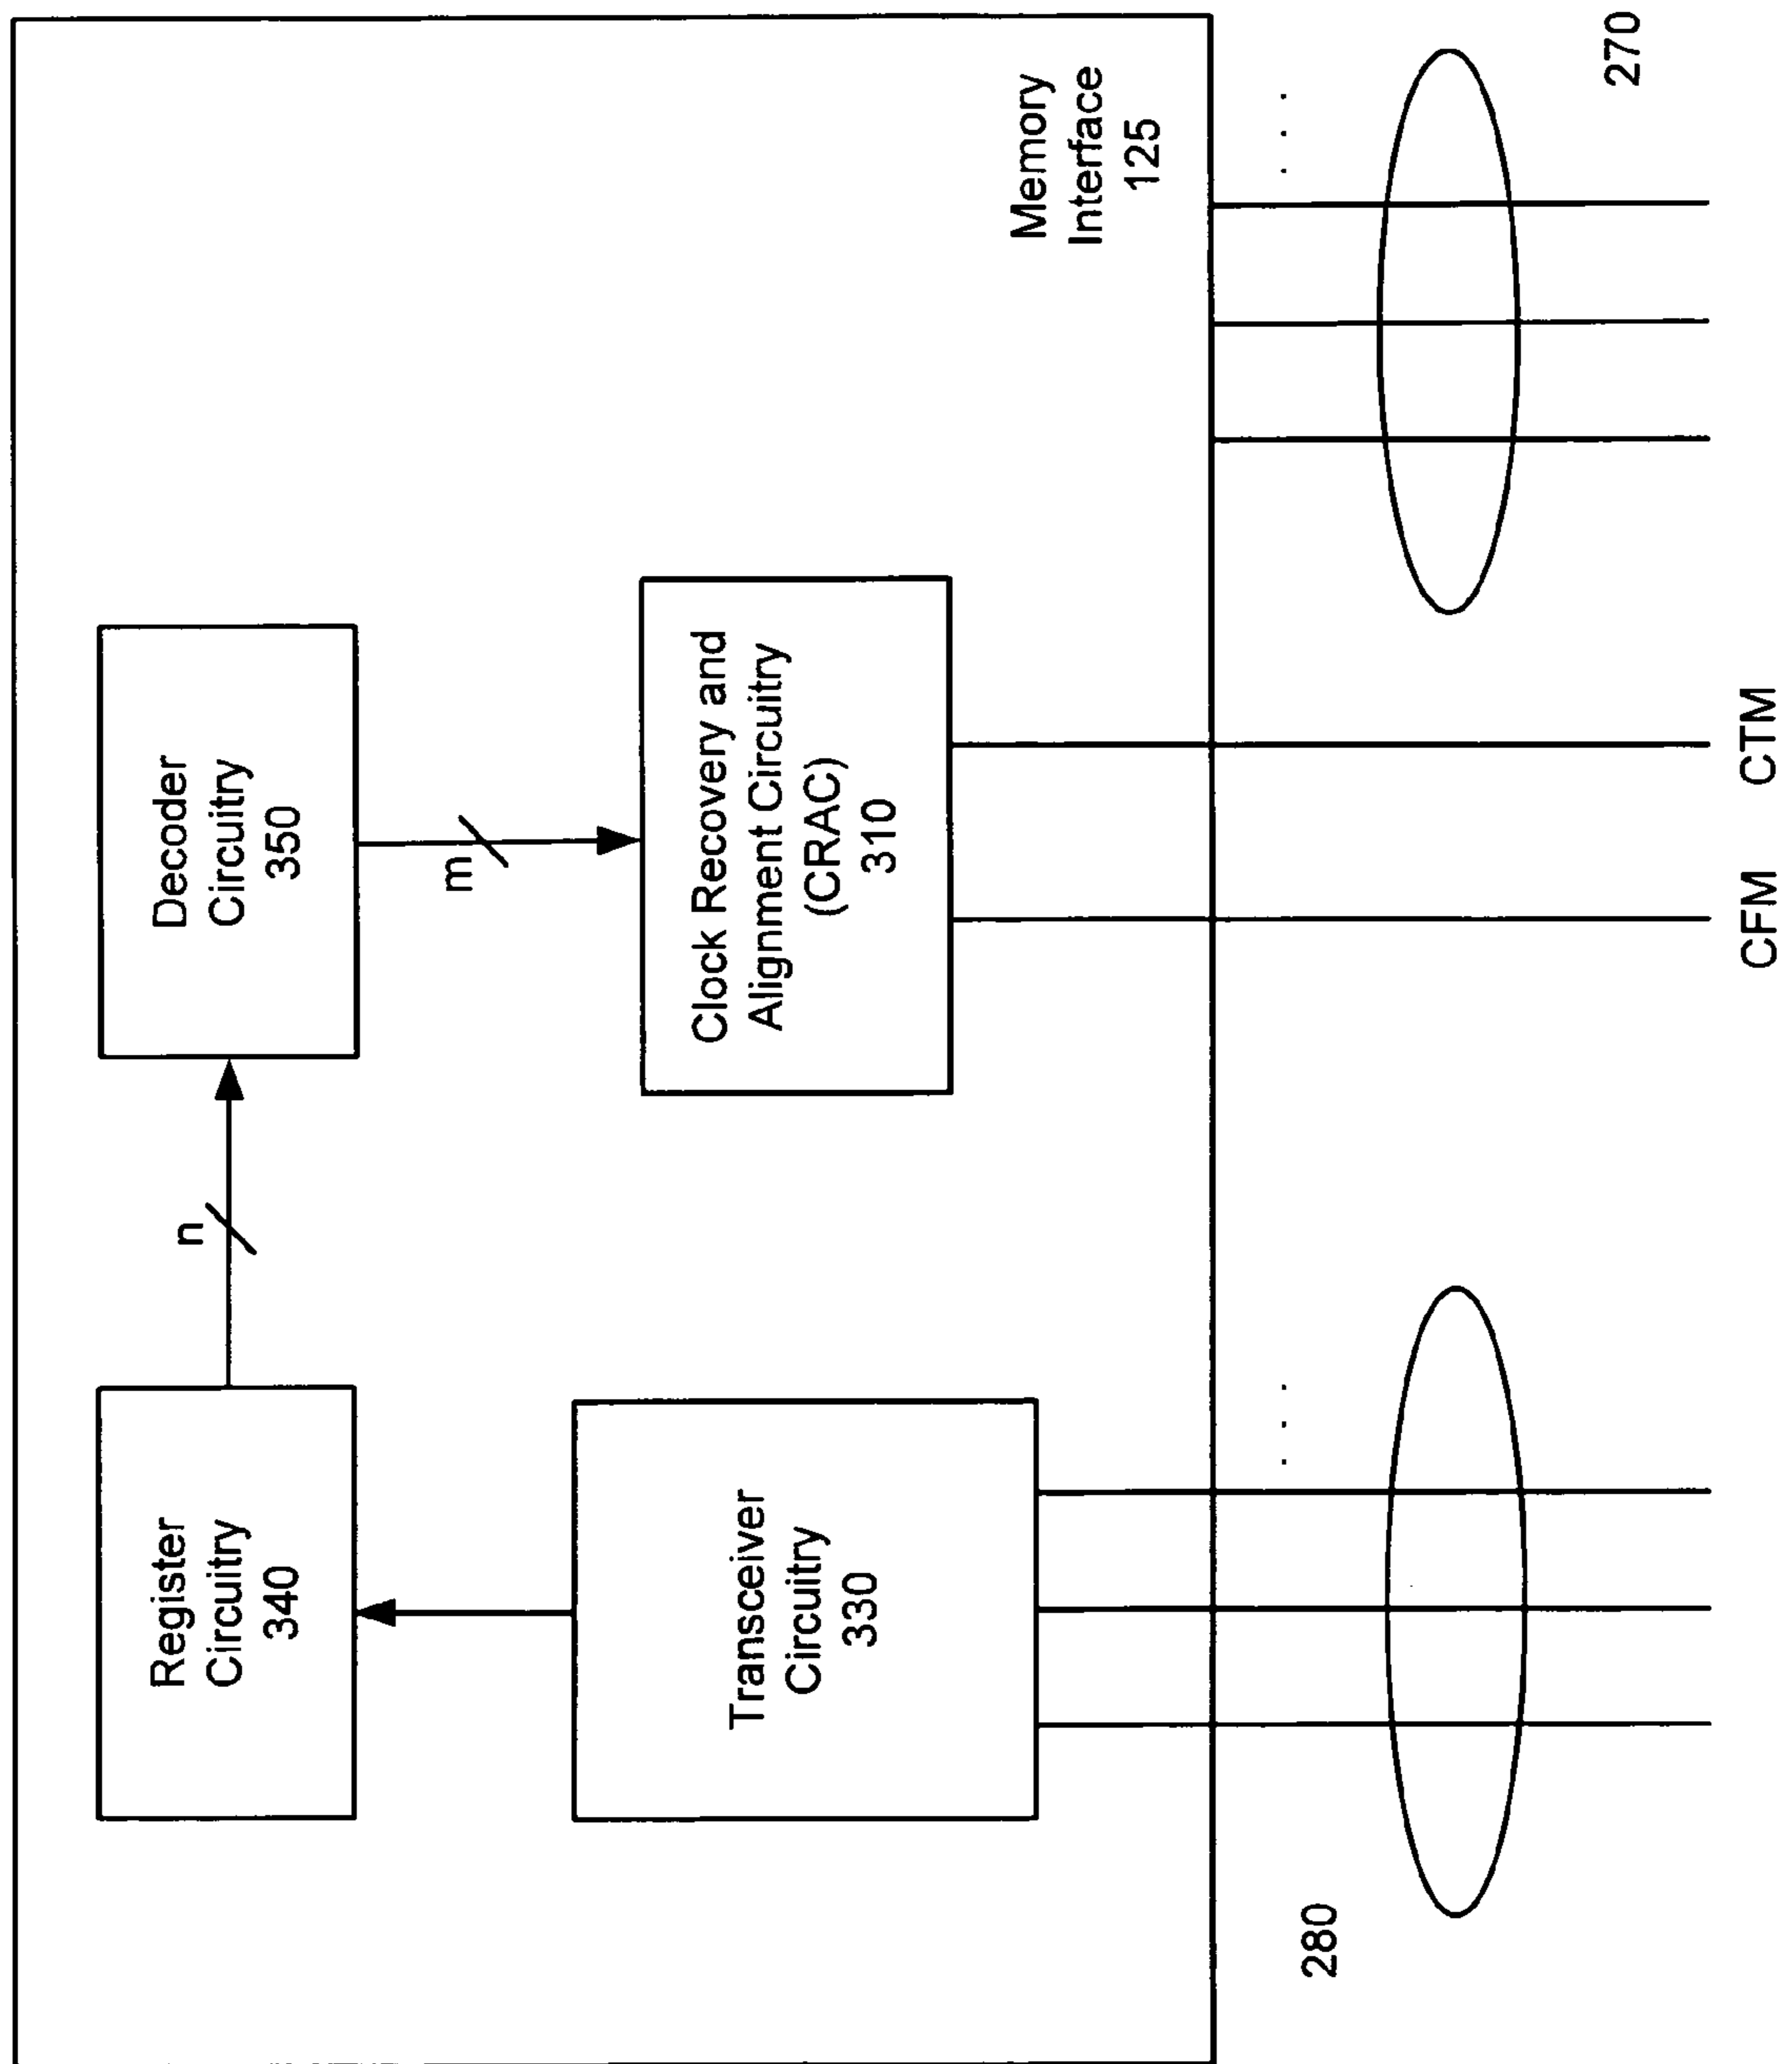 Register
Circuitry
340
n
Decoder
Circuitry
350
m
Transceiver
Circuitry
330
Clock Recovery and
Alignment Circuitry
(CRAC)
310
Memory
Interface
125
. . .
. . .
280
270
CFM
CTM